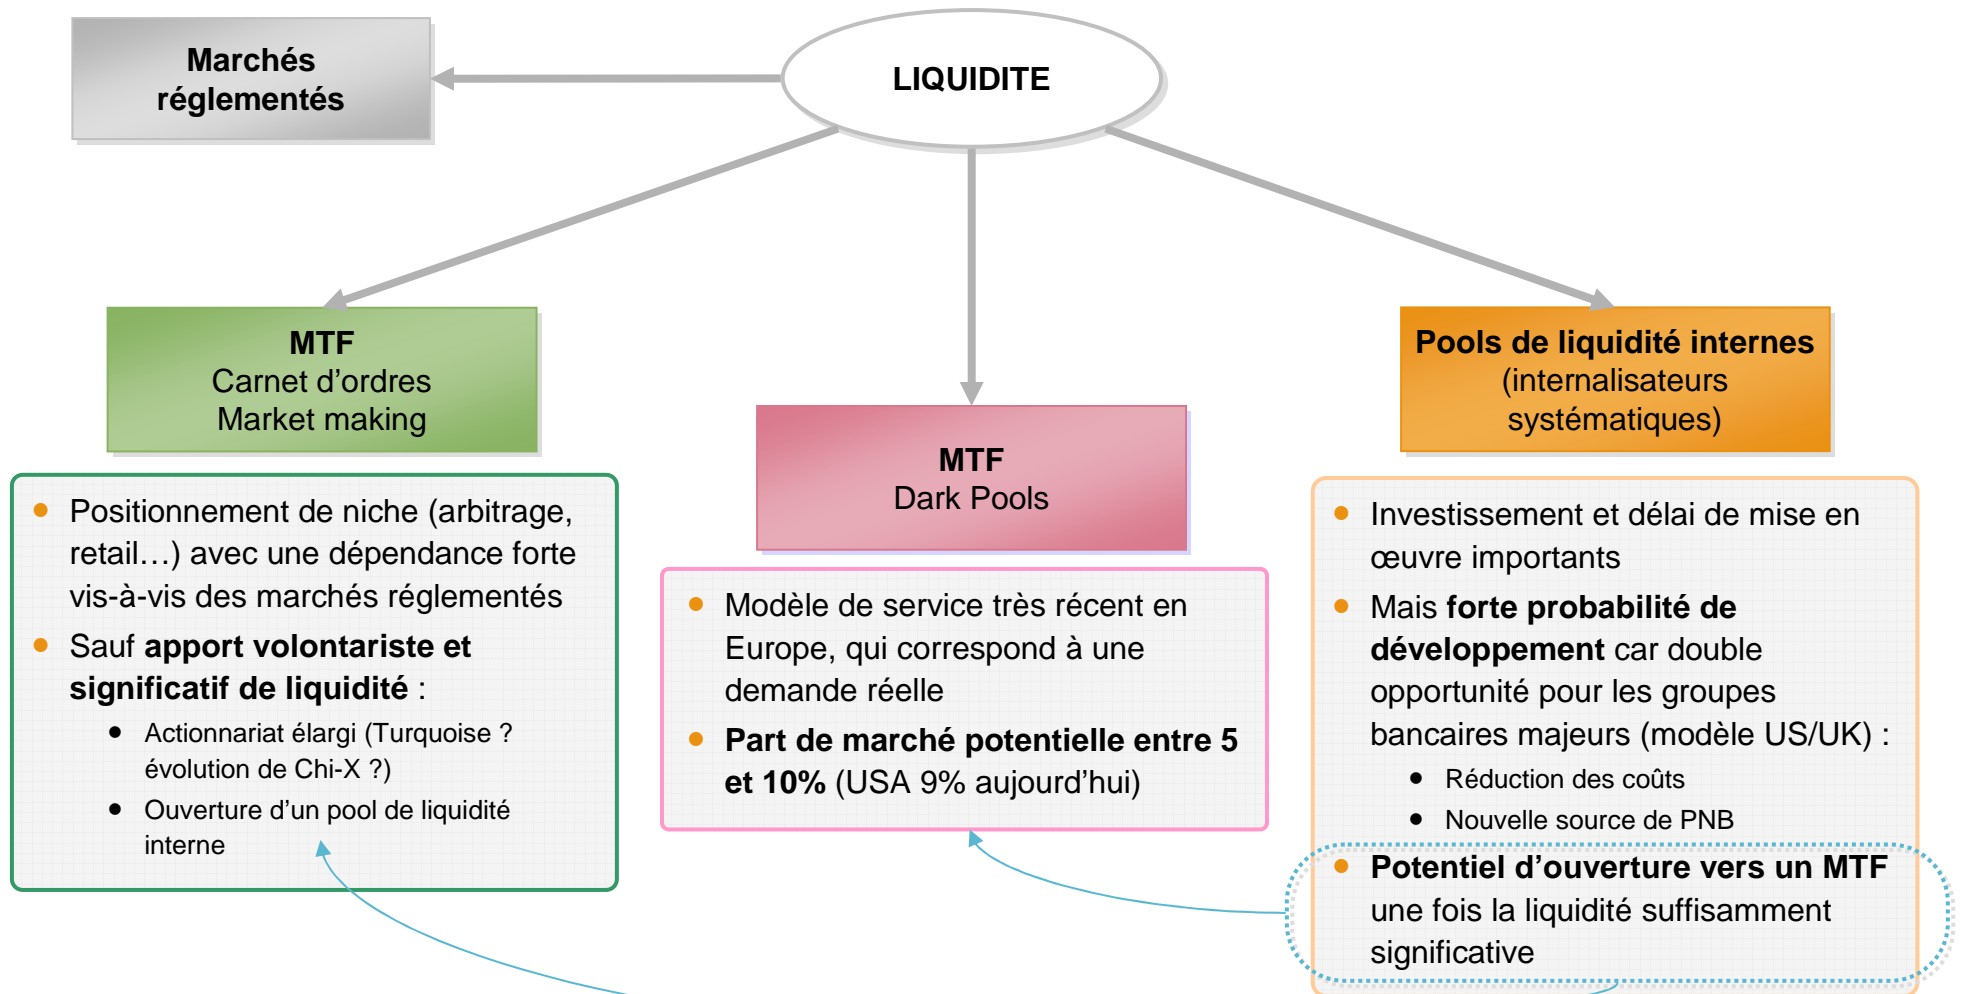 Marchés
réglementés
LIQUIDITE
MTF
Carnet d’ordres
Market making
• Positionnement de niche (arbitrage,
retail…) avec une dépendance forte
vis-à-vis des marchés réglementés
• Sauf apport volontariste et
significatif de liquidité :
• Actionnariat élargi (Turquoise ?
évolution de Chi-X ?)
• Ouverture d’un pool de liquidité
interne
MTF
Dark Pools
• Modèle de service très récent en
Europe, qui correspond à une
demande réelle
• Part de marché potentielle entre 5
et 10% (USA 9% aujourd’hui)
Pools de liquidité internes
(internalisateurs
systématiques)
• Investissement et délai de mise en
œuvre importants
• Mais forte probabilité de
développement car double
opportunité pour les groupes
bancaires majeurs (modèle US/UK) :
• Réduction des coûts
• Nouvelle source de PNB
• Potentiel d’ouverture vers un MTF
une fois la liquidité suffisamment
significative